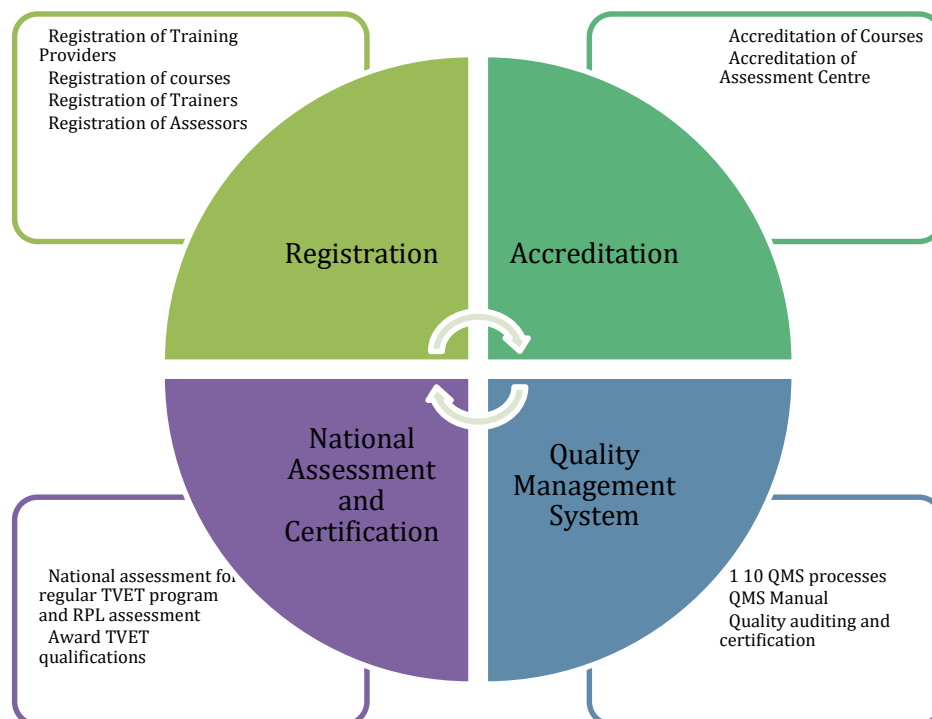 Registration of Training
Providers
Registration of courses
Registration of Trainers
Registration of Assessors
Accreditation of Courses
Accreditation of
Assessment Centre
Registration
Accreditation
National
Assessment
and
Certification
Quality
Management
System
National assessment for
regular TVET program
and RPL assessment
Award TVET
qualifications
1 10 QMS processes
QMS Manual
Quality auditing and
certification